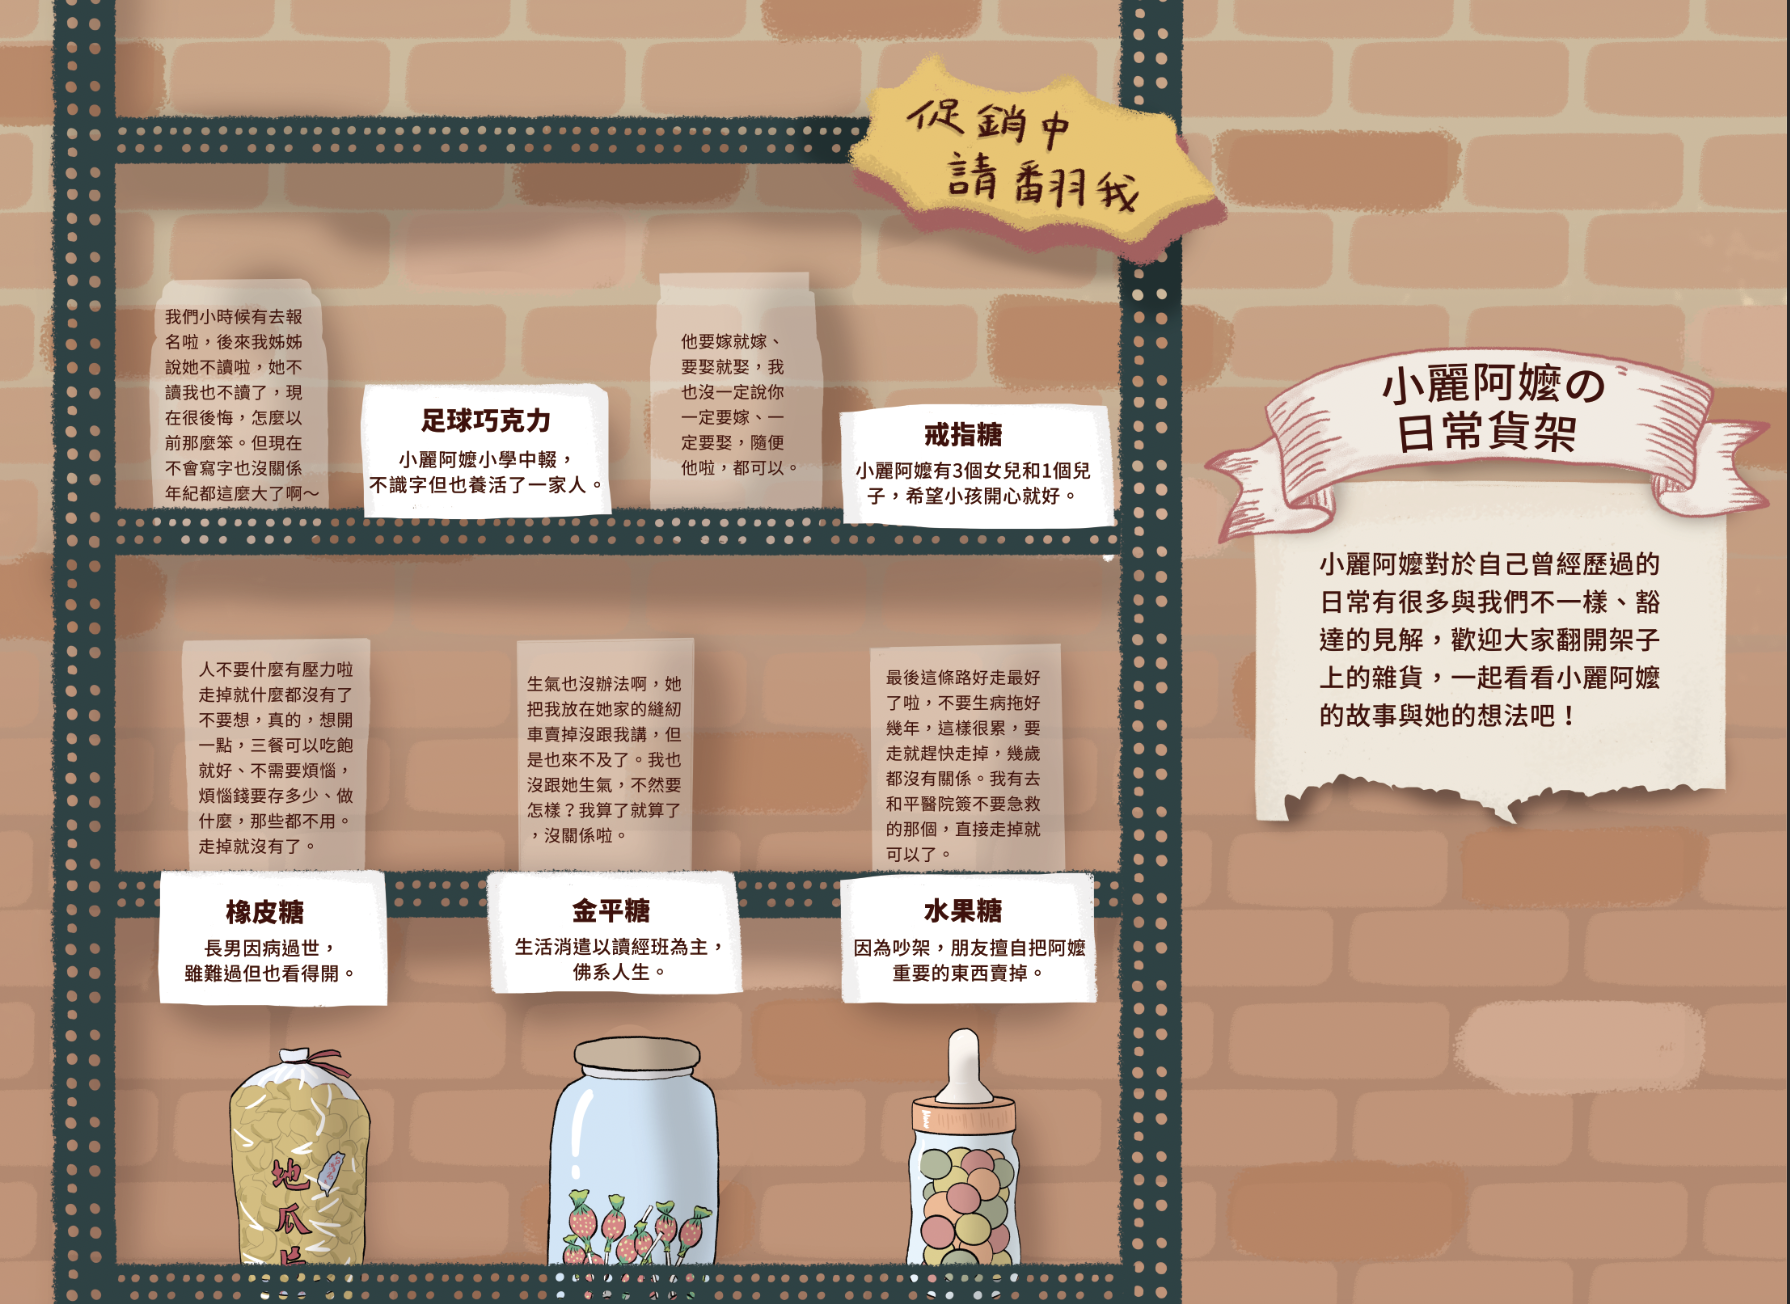 促銷中
請翻我
我們小時候有去報
名啦，後來我姊姊
說她不讀啦，她不
讀我也不讀了，現
在很後悔，怎麼以
前那麼笨。但現在
不會寫字也沒關係
年紀都這麼大了啊～
足球巧克力
小麗阿嬤小學中輟，
不識字但也養活了一家人。
他要嫁就嫁、
要娶就娶，我
也沒一定說你
一定要嫁、一
定要娶，隨便
他啦，都可以。
戒指糖
小麗阿嬤有3個女兒和1個兒
子，希望小孩開心就好。
人不要什麼有壓力啦
走掉就什麼都沒有了
不要想，真的，想開
一點，三餐可以吃飽
就好、不需要煩惱，
煩惱錢要存多少、做
什麼，那些都不用。
走掉就沒有了。
橡皮糖
長男因病過世，
雖難過但也看得開。
生氣也沒辦法啊，她
把我放在她家的縫紉
車賣掉沒跟我講，但
是也來不及了。我也
沒跟她生氣，不然要
怎樣？我算了就算了
，沒關係啦。
金平糖
生活消遣以讀經班為主，
佛系人生。
最後這條路好走最好
了啦，不要生病拖好
幾年，這樣很累，要
走就趕快走掉，幾歲
都沒有關係。我有去
和平醫院簽不要急救
的那個，直接走掉就
可以了。
水果糖
因為吵架，朋友擅自把阿嬤
重要的東西賣掉。
地
瓜
片
小麗阿嬤の
日常貨架
小麗阿嬤對於自己曾經歷過的
日常有很多與我們不一樣、豁
達的見解，歡迎大家翻開架子
上的雜貨，一起看看小麗阿嬤
的故事與她的想法吧！